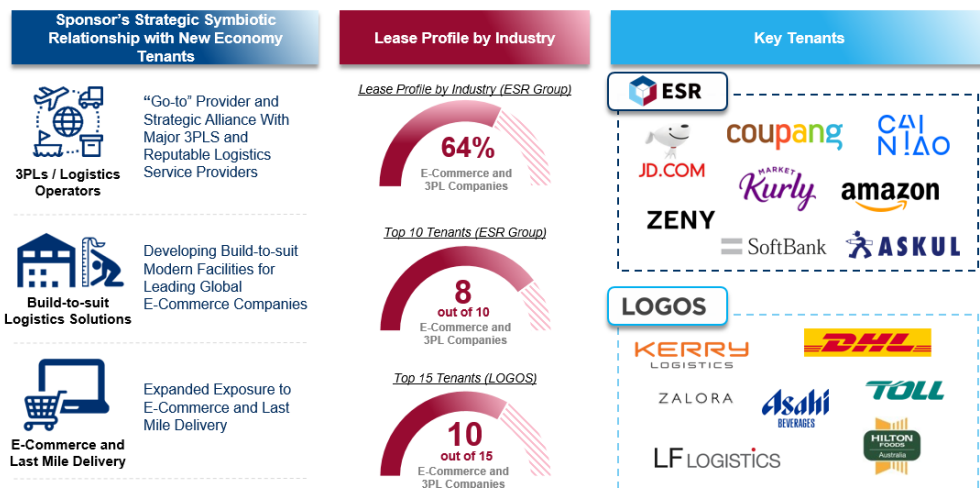 Sponsor's Strategic Symbiotic
Relationship with New Economy
Tenants
3PLs / Logistics
Operators
“Go-to” Provider and
Strategic Alliance With
Major 3PLS and
Reputable Logistics
Service Providers
Build-to-suit
Logistics Solutions
Developing Build-to-suit
Modern Facilities for
Leading Global
E-Commerce Companies
E-Commerce and
Last Mile Delivery
Expanded Exposure to
E-Commerce and Last
Mile Delivery
Lease Profile by Industry
Lease Profile by Industry (ESR Group)
64%
E-Commerce and
3PL Companies
Top 10 Tenants (ESR Group)
8
out of 10
E-Commerce and
3PL Companies
Top 15 Tenants (LOGOS)
10
out of 15
E-Commerce and
3PL Companies
Key Tenants
ESR
JD.COM
coupang
CAI
NIAO
MARKET
Kurly
amazon
ZENY
SoftBank
ASKUL
LOGOS
KERRY
LOGISTICS
DHL
ZALORA
Asahi
BEVERAGES
TOLL
LF LOGISTICS
HILTON
FOODS
Australia